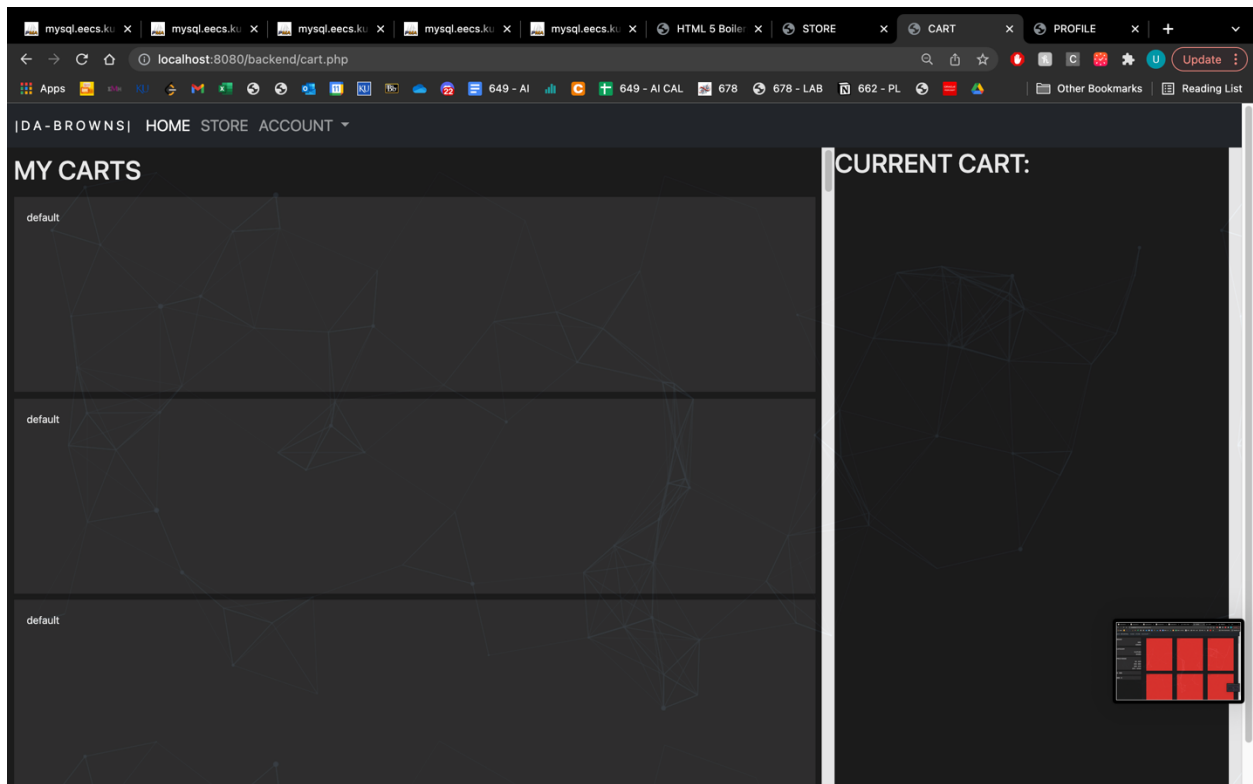 mysql.eecs.ku mysql.eecs.ku mysql.eecs.ku mysql.eecs.ku mysql.eecs.ku HTML 5 Boiler STORE CART PROFILE
localhost:8080/backend/cart.php U Update
Apps 649 - AI 649 - AI CAL 678 678 - LAB 662 - PL Other Bookmarks Reading List
|DA-BROWNS| HOME STORE ACCOUNT
MY CARTS
default
default
default
CURRENT CART: